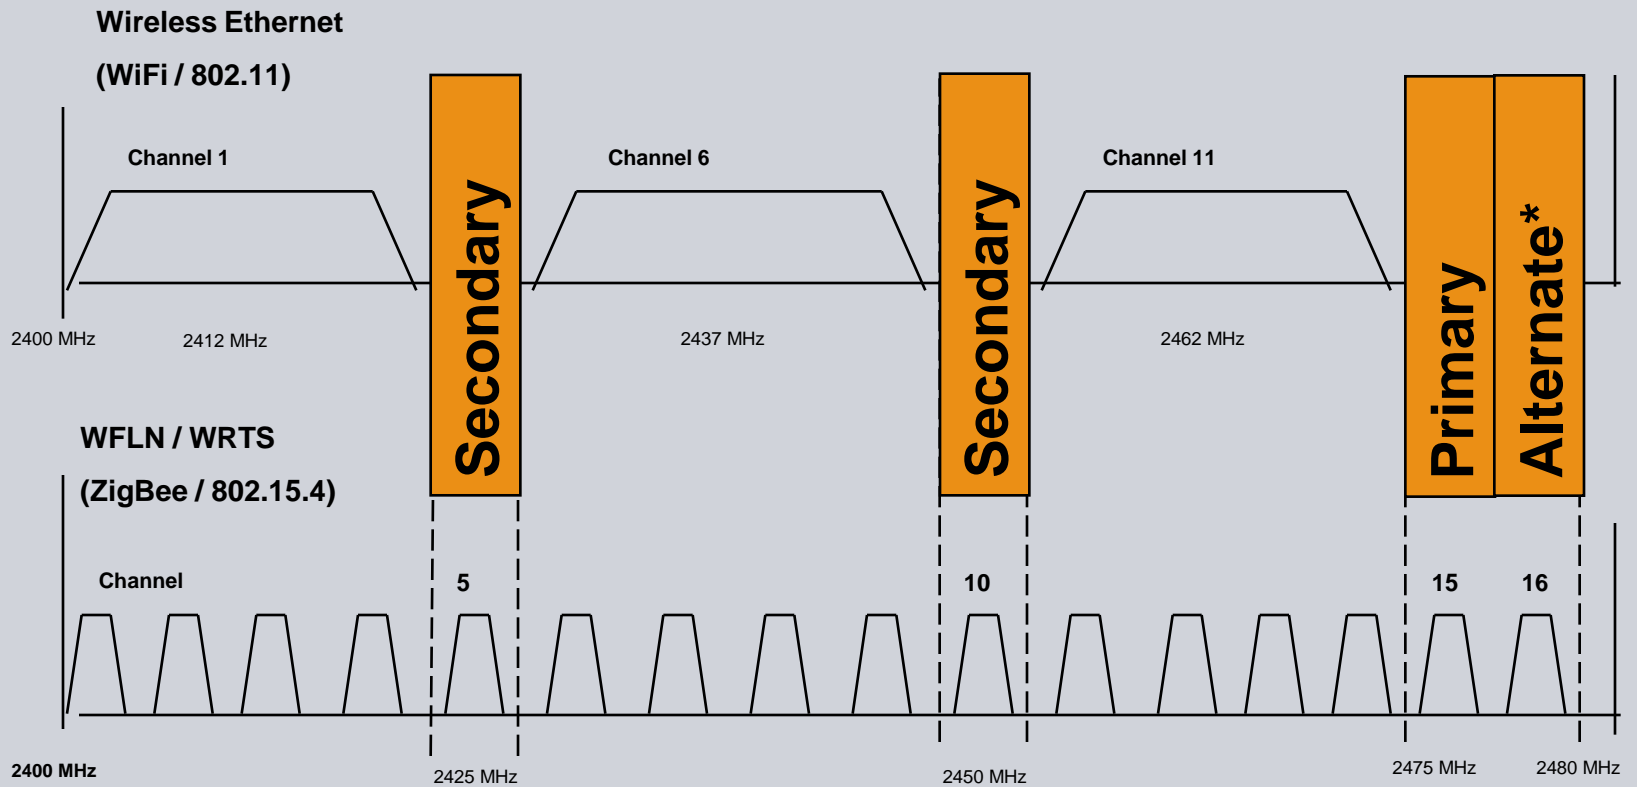 Wireless Ethernet
(WiFi / 802.11)
Channel 1
Channel 6
Channel 11
Secondary
Secondary
Primary
Alternate*
2400 MHz
2412 MHz
2437 MHz
2462 MHz
WFLN / WRTS
(ZigBee / 802.15.4)
Channel
5
10
15
16
2400 MHz
2425 MHz
2450 MHz
2475 MHz
2480 MHz